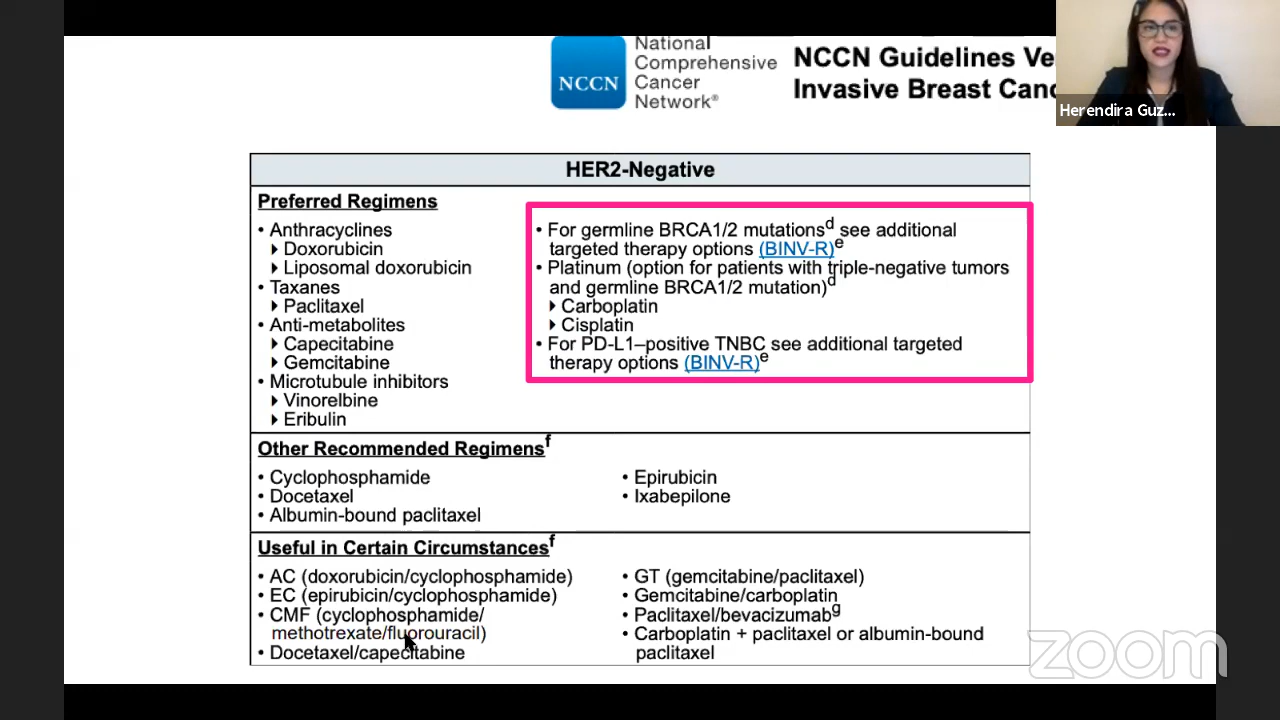 National
Comprehensive
Cancer
Network®
NCCN
NCCN Guidelines Ve
Invasive Breast Canc
Herendira Guz...
HER2-Negative
Preferred Regimens
• Anthracyclines
▸ Doxorubicin
▸ Liposomal doxorubicin
• Taxanes
▸ Paclitaxel
• Anti-metabolites
▸ Capecitabine
▸ Gemcitabine
• Microtubule inhibitors
▸ Vinorelbine
▸ Eribulin
• For germline BRCA1/2 mutationsd see additional
targeted therapy options (BINV-R)e
• Platinum (option for patients with triple-negative tumors
and germline BRCA1/2 mutation)d
▸ Carboplatin
▸ Cisplatin
• For PD-L1–positive TNBC see additional targeted
therapy options (BINV-R)e
Other Recommended Regimensf
• Cyclophosphamide
• Docetaxel
• Albumin-bound paclitaxel
• Epirubicin
• Ixabepilone
Useful in Certain Circumstancesf
• AC (doxorubicin/cyclophosphamide)
• EC (epirubicin/cyclophosphamide)
• CMF (cyclophosphamide/
methotrexate/fluorouracil)
• Docetaxel/capecitabine
• GT (gemcitabine/paclitaxel)
• Gemcitabine/carboplatin
• Paclitaxel/bevacizumabg
• Carboplatin + paclitaxel or albumin-bound
paclitaxel
zoom